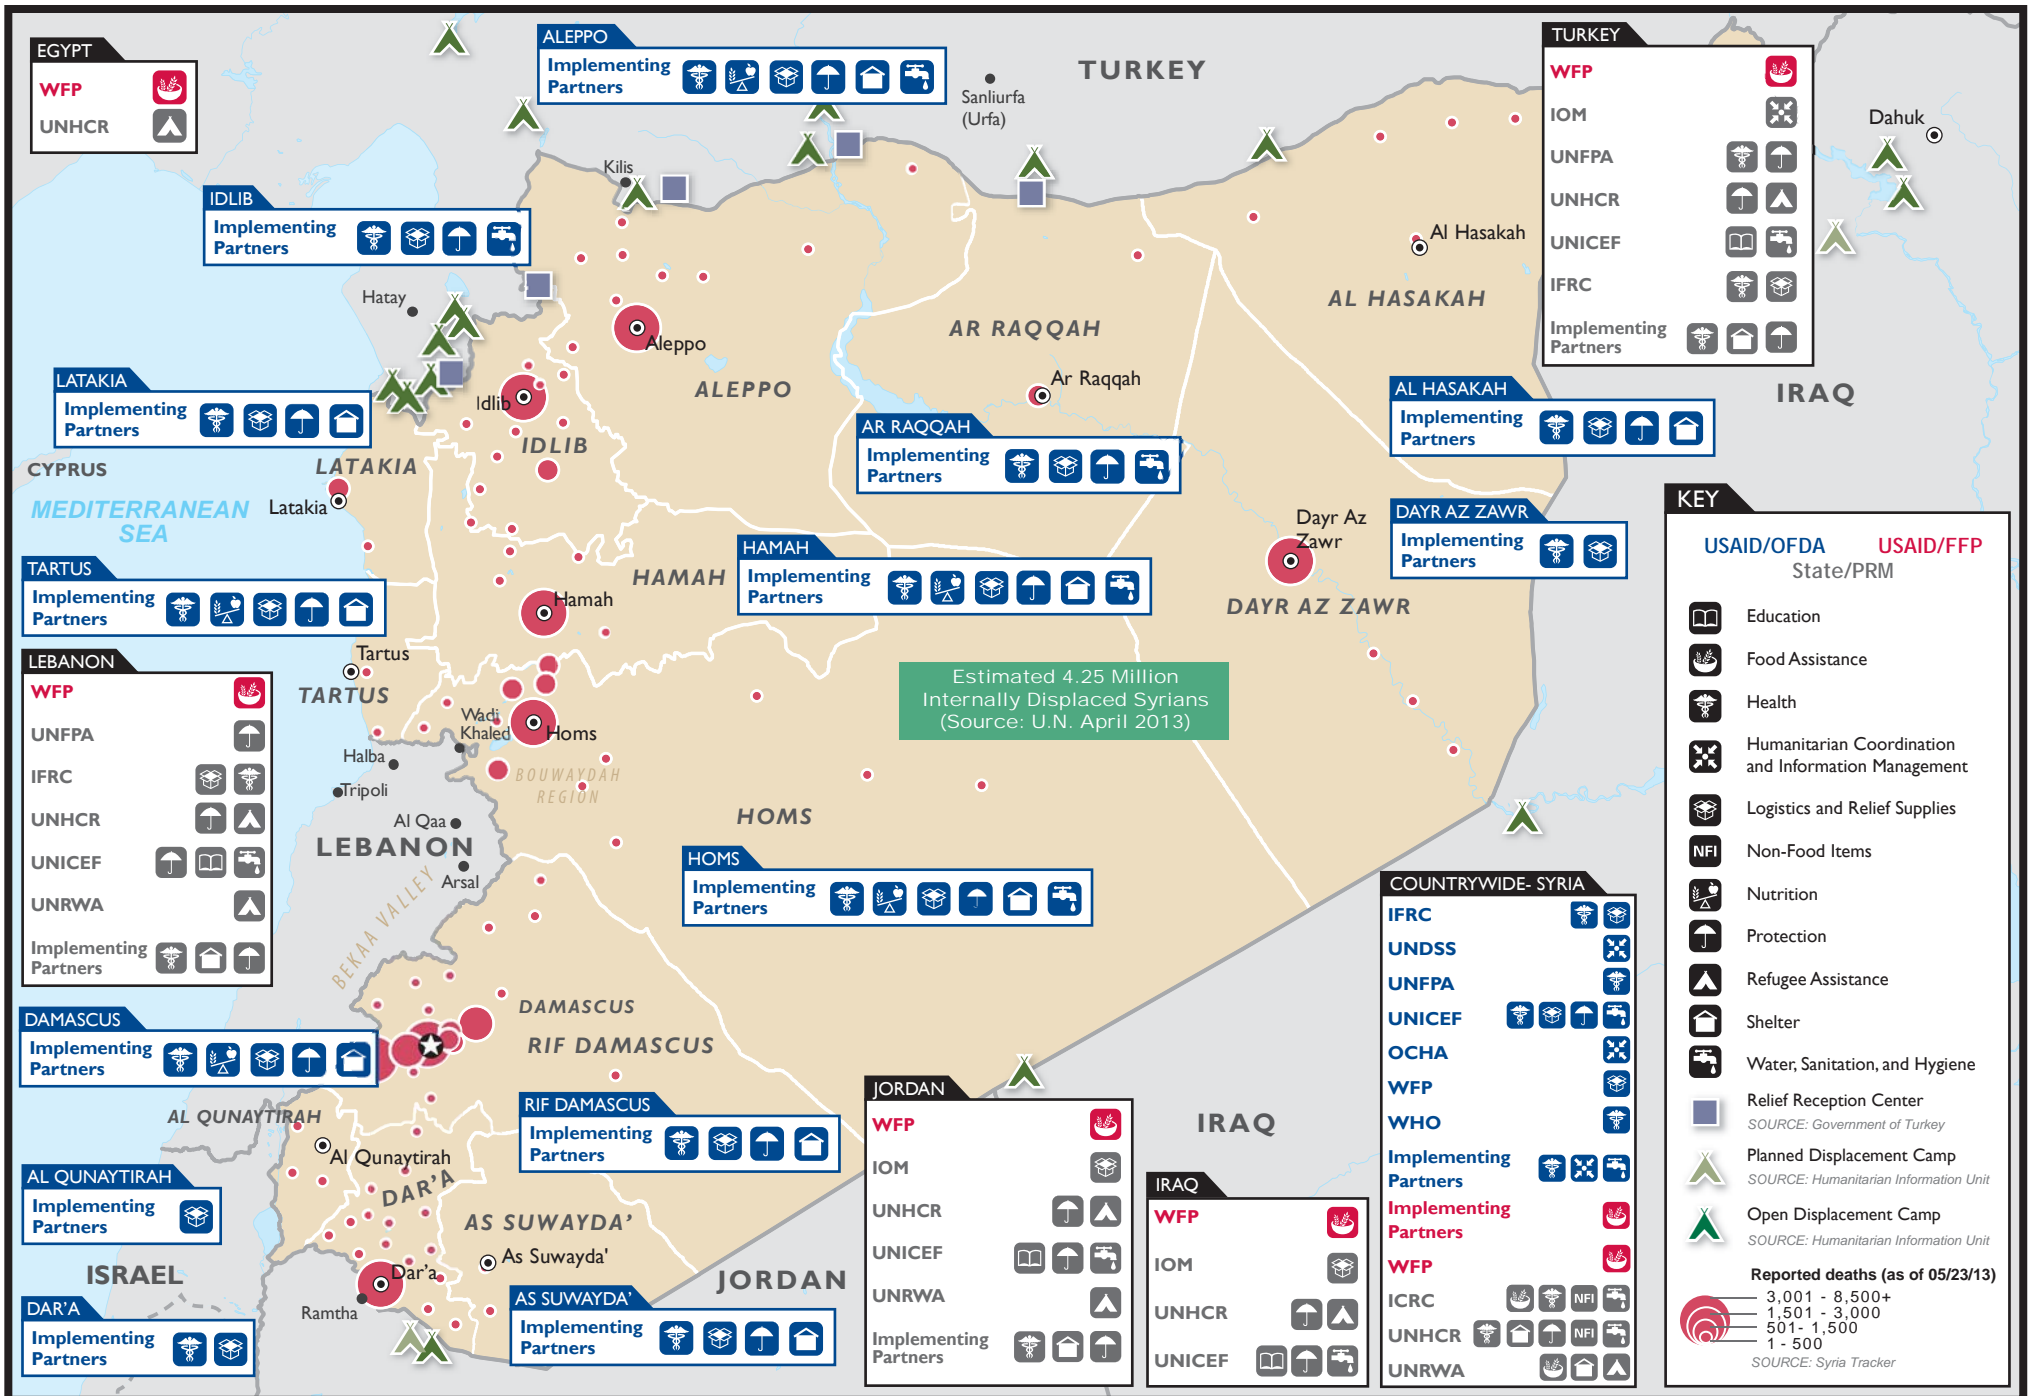 EGYPT
WFP
UNHCR
ALEPPO
Implementing
Partners
TURKEY
Sanliurfa
(Urfa)
TURKEY
WFP
IOM
UNFPA
UNHCR
UNICEF
IFRC
Implementing
Partners
Dahuk
Kilis
IDLIB
Implementing
Partners
Hatay
Al Hasakah
AL HASAKAH
AR RAQQAH
Aleppo
ALEPPO
Ar Raqqah
Idlib
IDLIB
LATAKIA
Implementing
Partners
IRAQ
AL HASAKAH
Implementing
Partners
AR RAQQAH
Implementing
Partners
CYPRUS
LATAKIA
Latakia
MEDITERRANEAN
SEA
DAYR AZ ZAWR
Implementing
Partners
Dayr Az
Zawr
DAYR AZ ZAWR
HAMAH
Implementing
Partners
HAMAH
Hamah
TARTUS
Implementing
Partners
Tartus
TARTUS
LEBANON
WFP
UNFPA
IFRC
UNHCR
UNICEF
UNRWA
Implementing
Partners
Estimated 4.25 Million
Internally Displaced Syrians
(Source: U.N. April 2013)
Wadi
Khaled
Homs
Halba
Tripoli
BOUWAYDAH
REGION
Al Qaa
LEBANON
Arsal
BEKAA VALLEY
HOMS
HOMS
Implementing
Partners
DAMASCUS
RIF DAMASCUS
DAMASCUS
Implementing
Partners
AL QUNAYTIRAH
Al Qunaytirah
RIF DAMASCUS
Implementing
Partners
AL QUNAYTIRAH
Implementing
Partners
DAR'A
AS SUWAYDA'
As Suwayda'
Dar'a
Ramtha
ISRAEL
JORDAN
DAR'A
Implementing
Partners
AS SUWAYDA'
Implementing
Partners
JORDAN
WFP
IOM
UNHCR
UNICEF
UNRWA
Implementing
Partners
IRAQ
IRAQ
WFP
IOM
UNHCR
UNICEF
COUNTRYWIDE- SYRIA
IFRC
UNDSS
UNFPA
UNICEF
OCHA
WFP
WHO
Implementing
Partners
Implementing
Partners
WFP
ICRC NFI
UNHCR NFI
UNRWA
KEY
USAID/OFDA USAID/FFP
State/PRM
Education
Food Assistance
Health
Humanitarian Coordination
and Information Management
Logistics and Relief Supplies
NFI Non-Food Items
Nutrition
Protection
Refugee Assistance
Shelter
Water, Sanitation, and Hygiene
Relief Reception Center
SOURCE: Government of Turkey
Planned Displacement Camp
SOURCE: Humanitarian Information Unit
Open Displacement Camp
SOURCE: Humanitarian Information Unit
Reported deaths (as of 05/23/13)
3,001 - 8,500+
1,501 - 3,000
501- 1,500
1 - 500
SOURCE: Syria Tracker